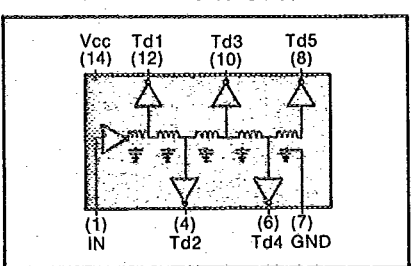 Vcc Td1 Td3 Td5
(14) (12) (10) (8)
(1) (4) (6) (7)
IN Td2 Td4 GND